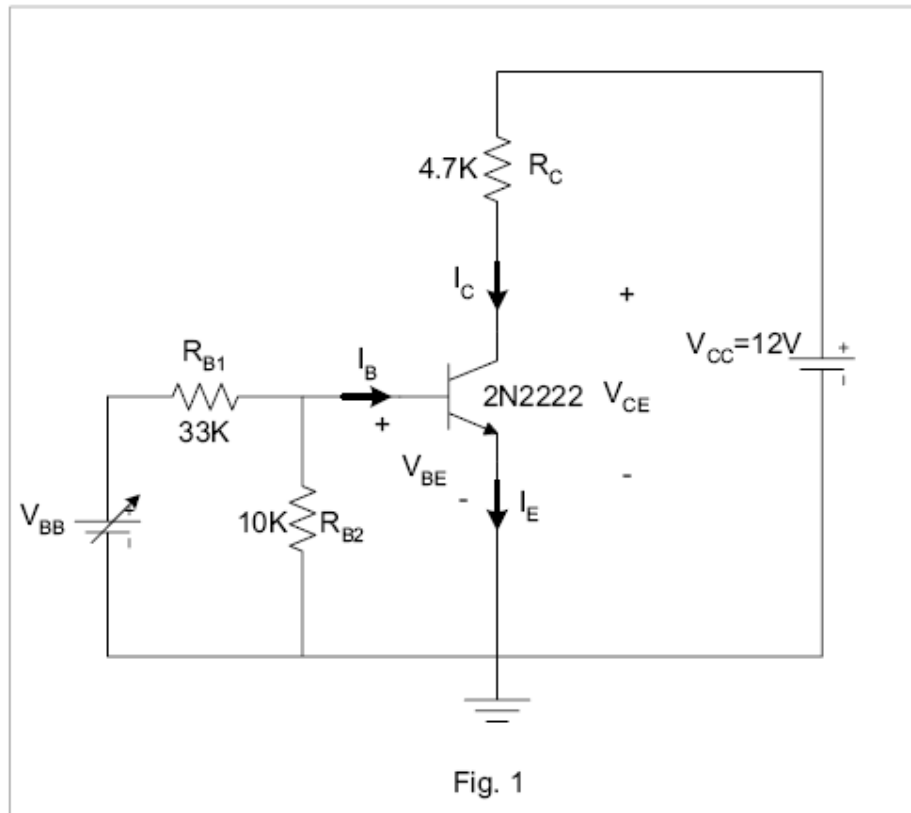 4.7K
R_C
I_C
+
V_CC=12V
+
-
R_B1
33K
I_B
+
2N2222
V_CE
V_BE
-
-
I_E
V_BB
+
-
10K
R_B2
Fig. 1